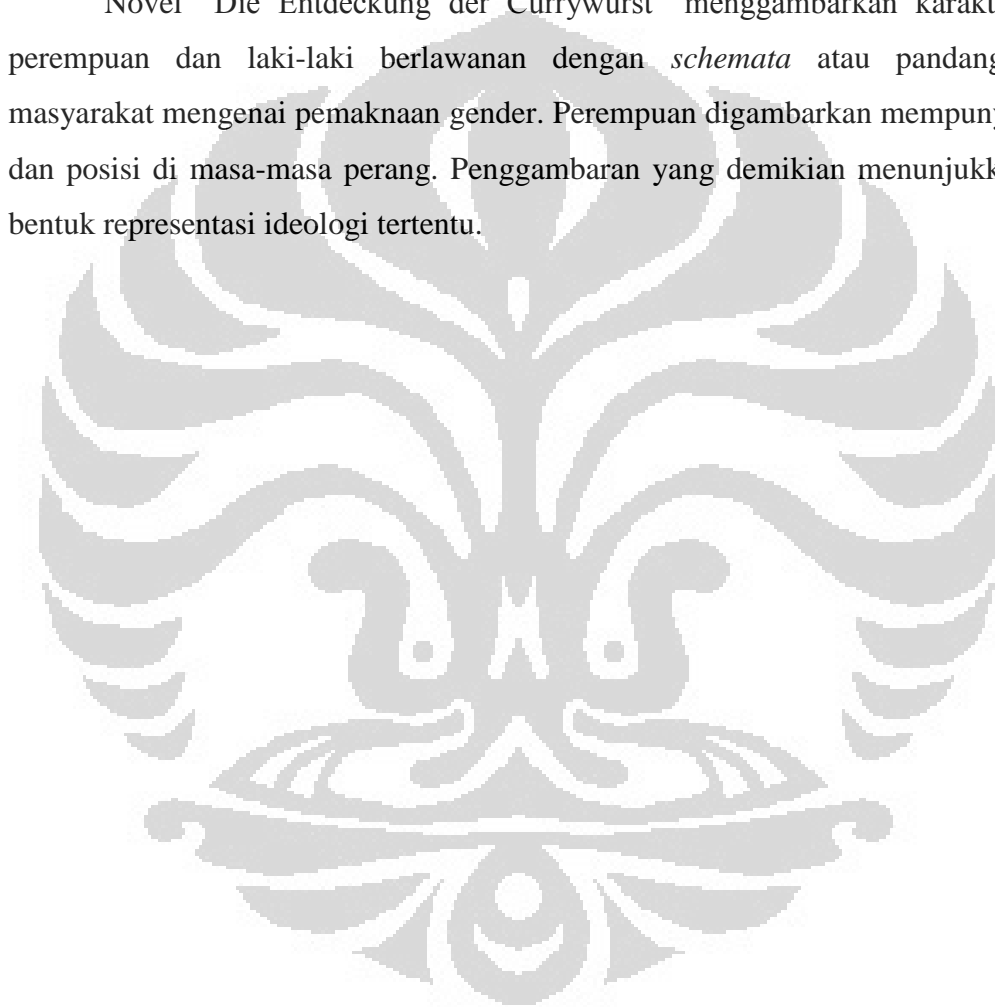 Novel Die Entdeckung der Currywurst menggambarkan karakt
perempuan dan laki-laki berlawanan dengan schemata atau pandang
masyarakat mengenai pemaknaan gender. Perempuan digambarkan mempuny
dan posisi di masa-masa perang. Penggambaran yang demikian menunjukk
bentuk representasi ideologi tertentu.